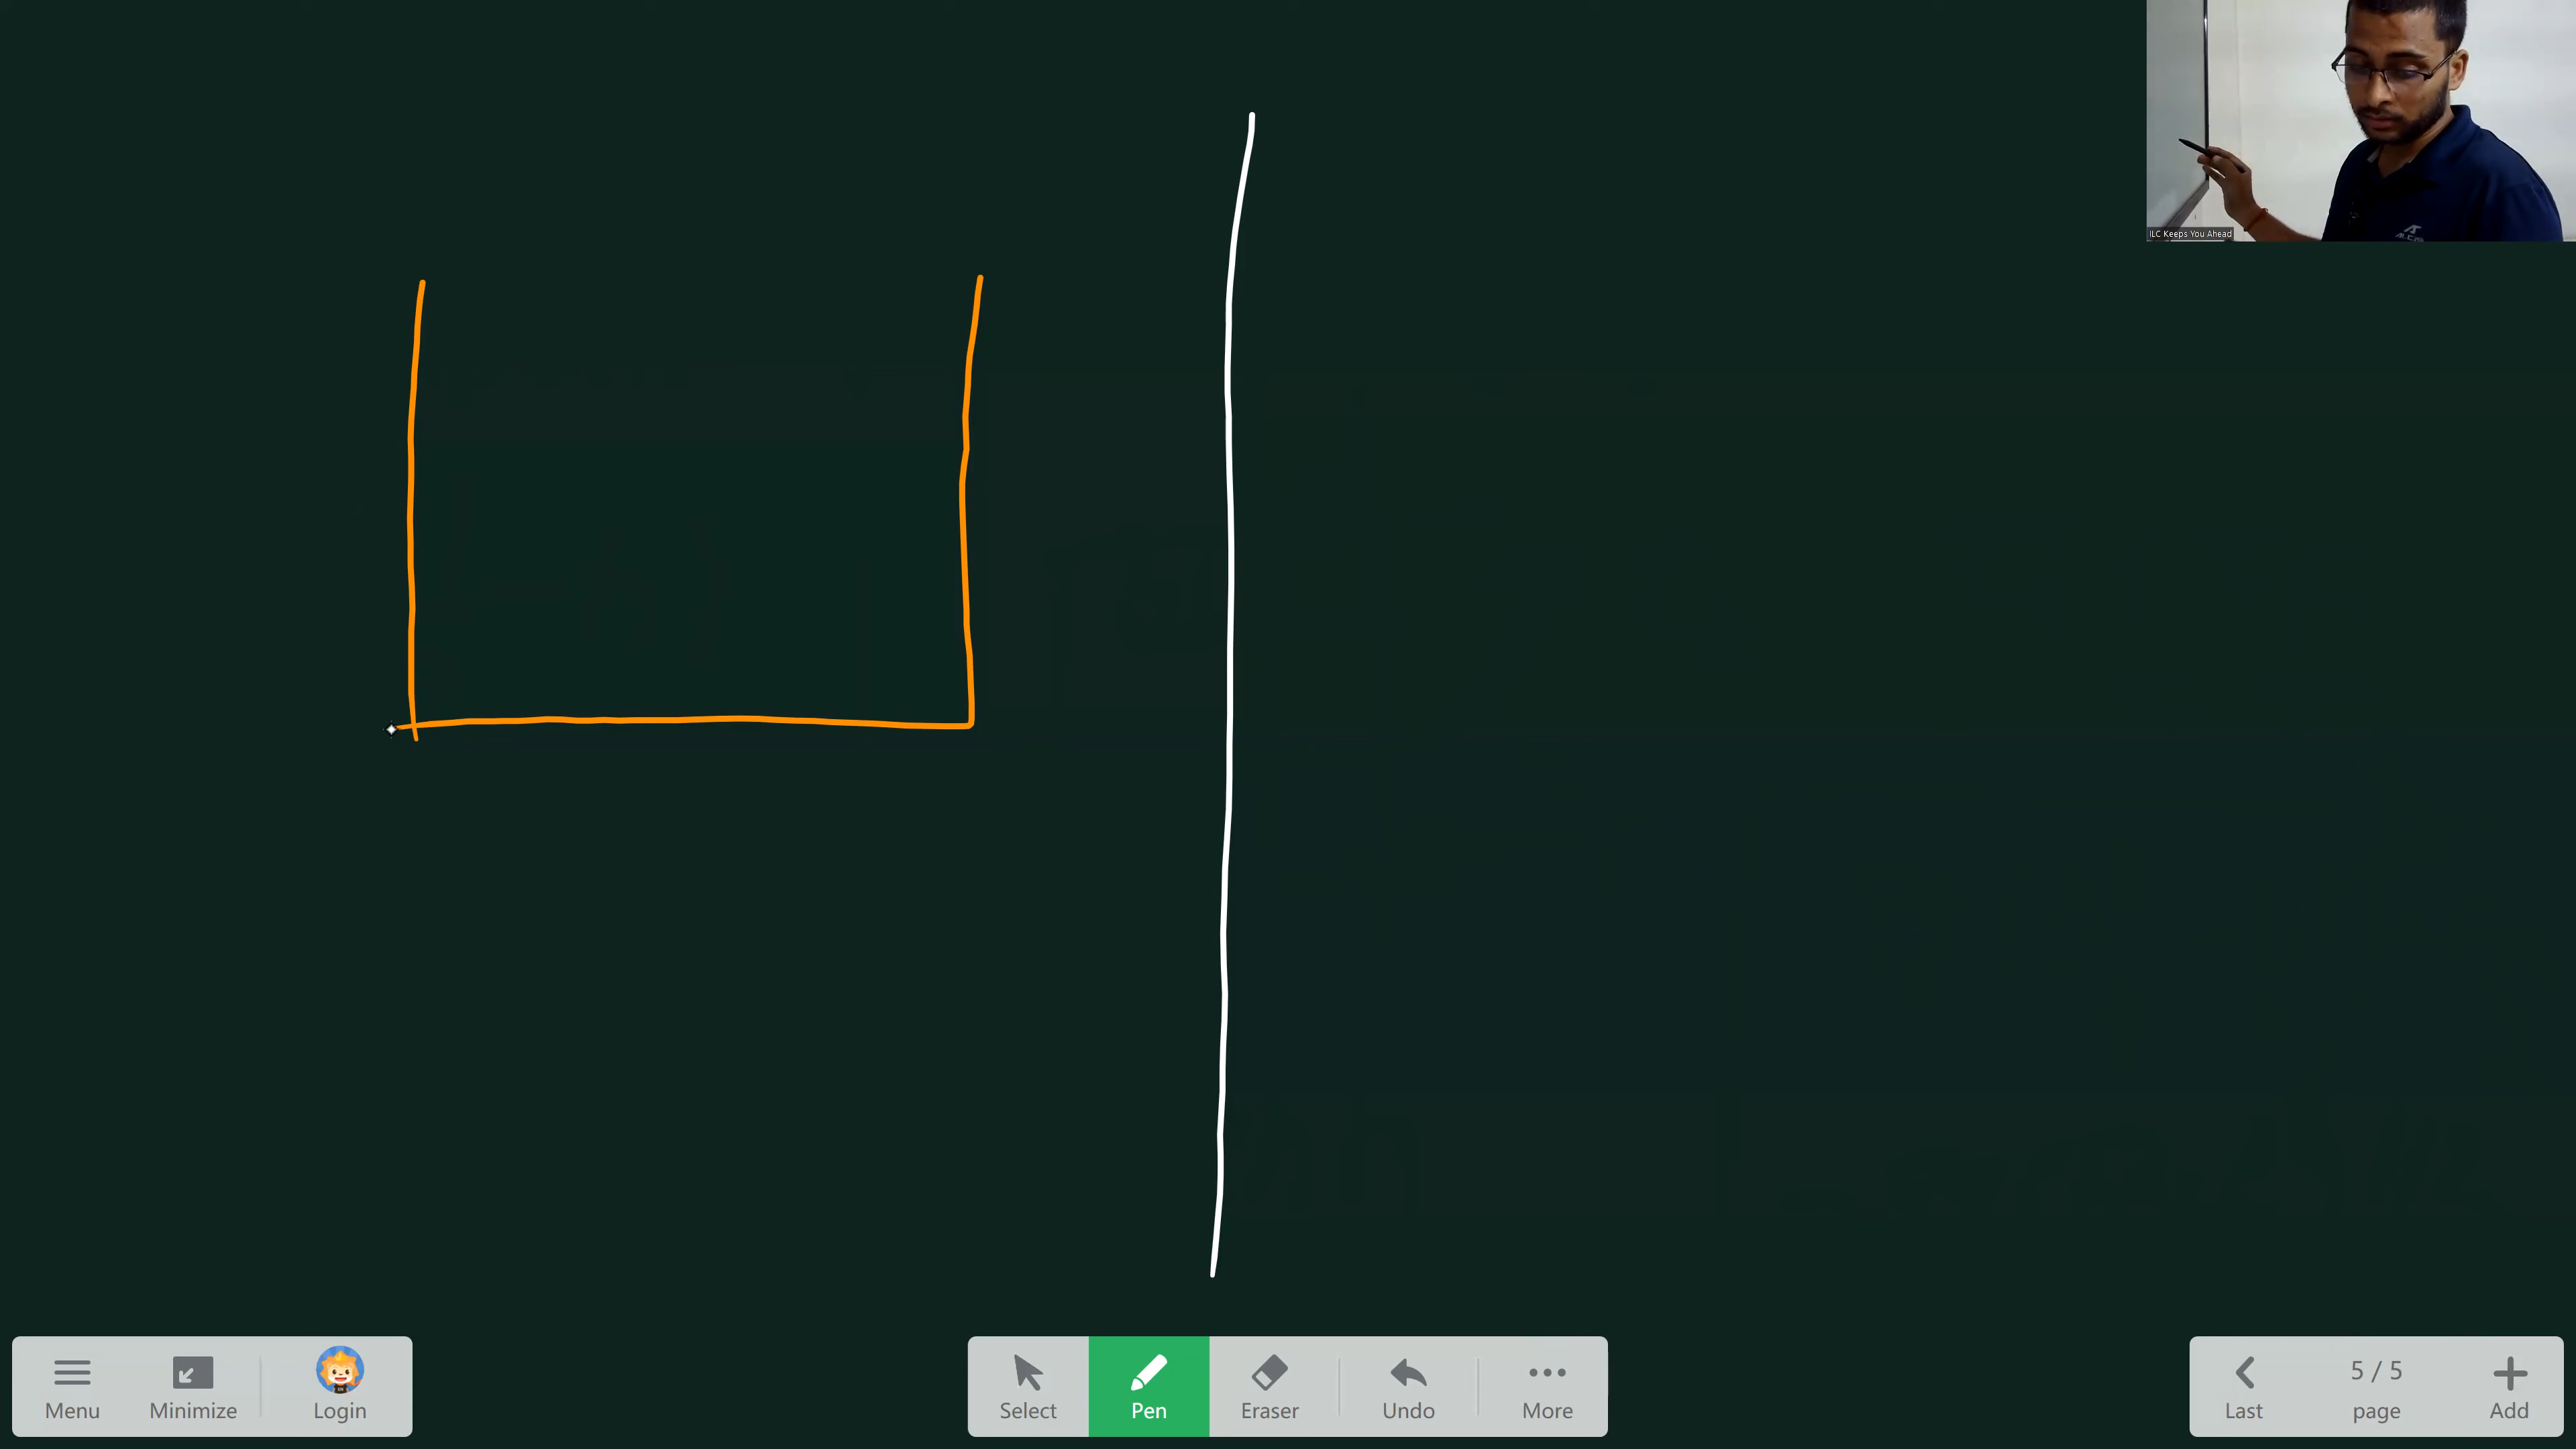 ILC Keeps You Ahead
Menu
Minimize
Login
Select
Pen
Eraser
Undo
More
Last
5 / 5
page
Add